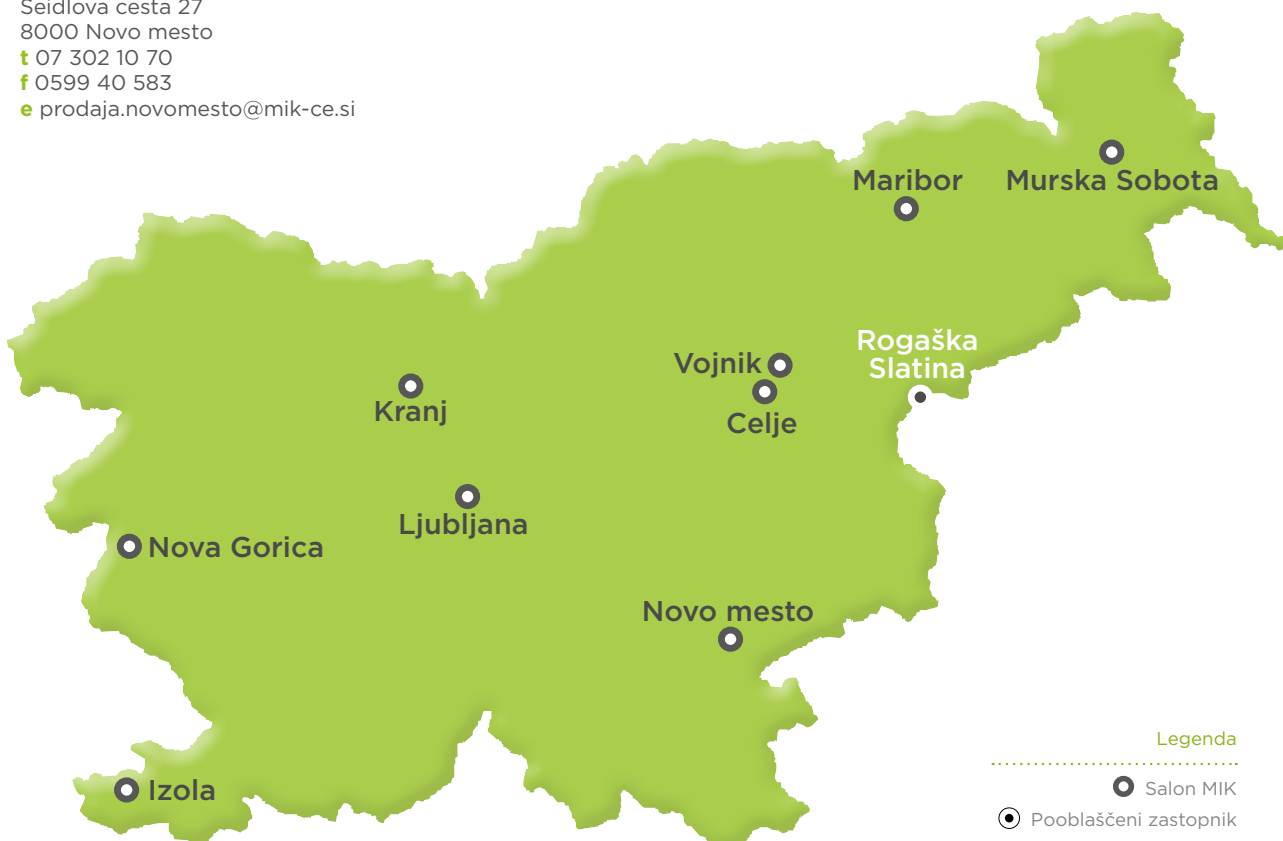 Seidlova cesta 27
8000 Novo mesto
t 07 302 10 70
f 0599 40 583
e prodaja.novomesto@mik-ce.si
Maribor
Murska Sobota
Rogaška
Slatina
Vojnik
Celje
Kranj
Ljubljana
Nova Gorica
Novo mesto
Izola
Legenda
Salon MIK
Pooblaščeni zastopnik